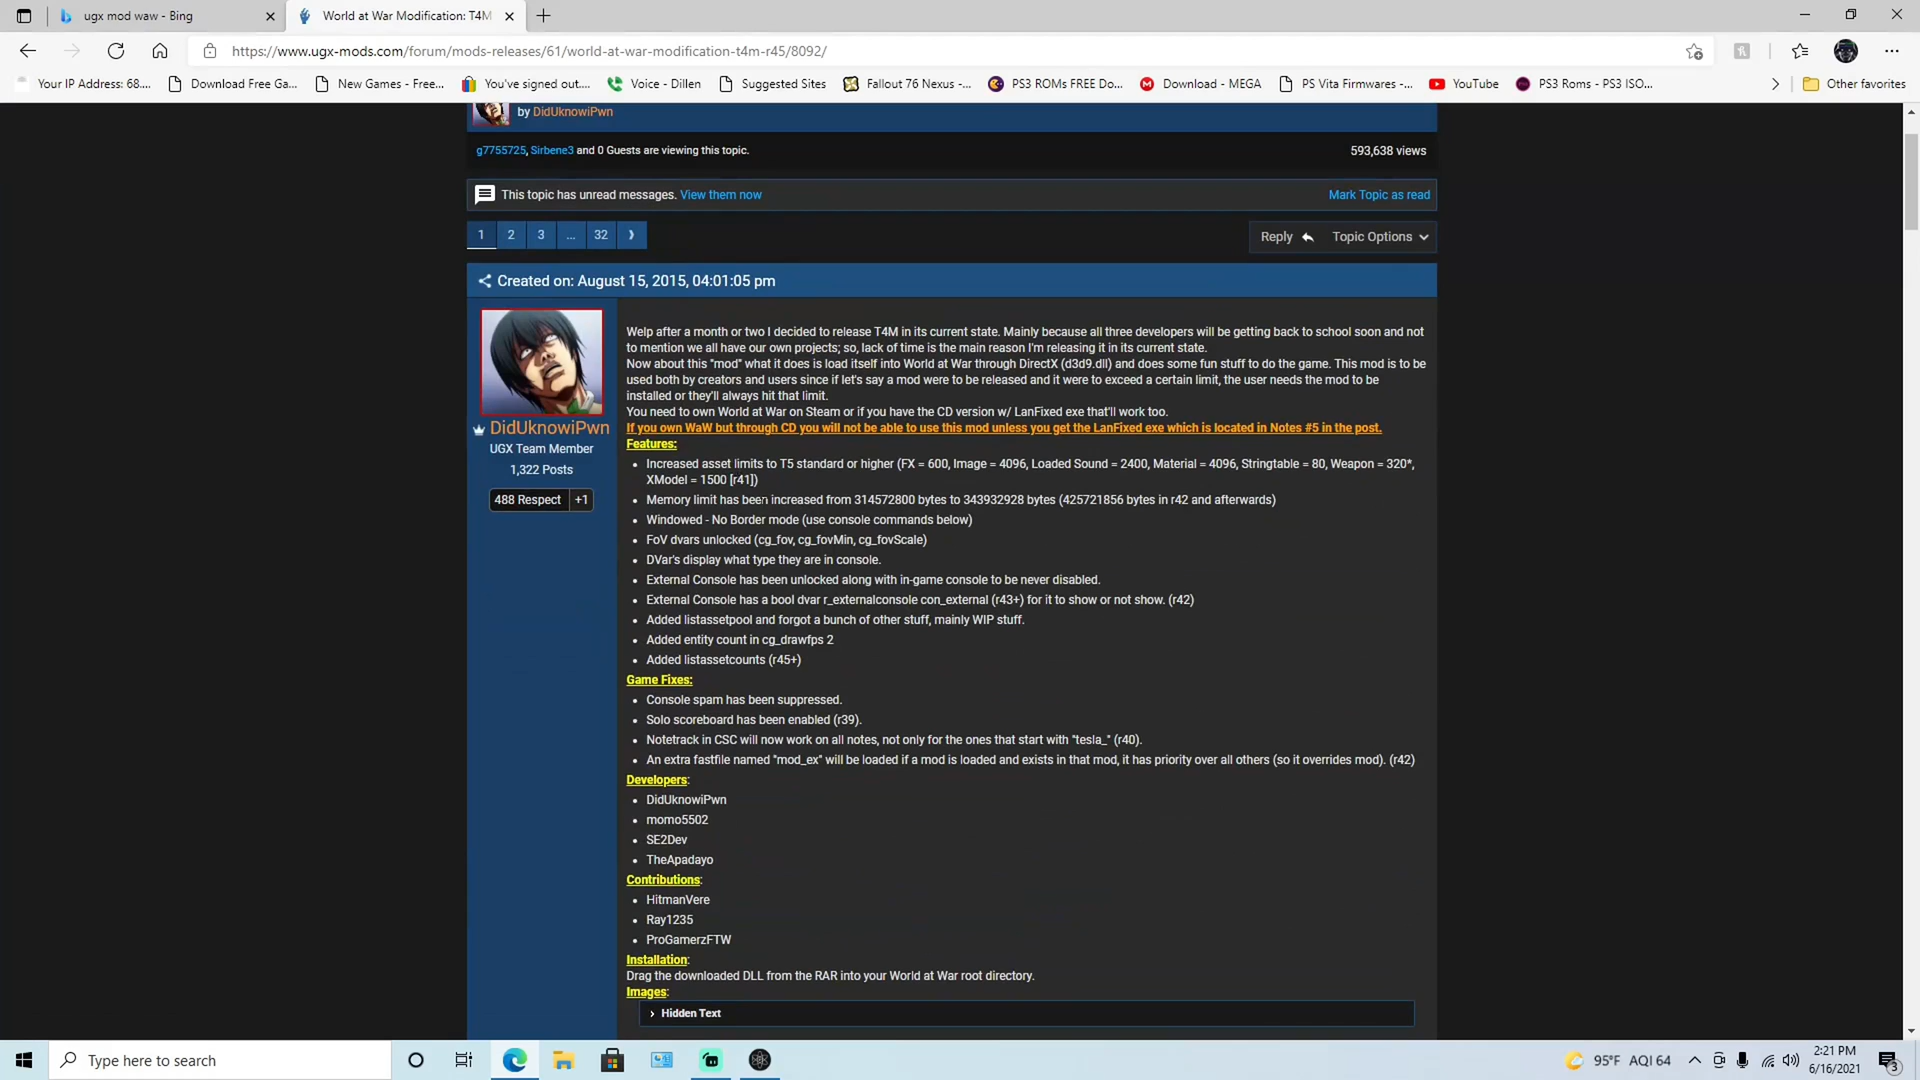 ugx mod waw - Bing
World at War Modification: T4M
https://www.ugx-mods.com/forum/mods-releases/61/world-at-war-modification-t4m-r45/8092/
Your IP Address: 68....
Download Free Ga...
New Games - Free...
You've signed out....
Voice - Dillen
Suggested Sites
Fallout 76 Nexus -...
PS3 ROMs FREE Do...
Download - MEGA
PS Vita Firmwares -...
YouTube
PS3 Roms - PS3 ISO...
Other favorites
by DidUknowiPwn
g7755725, Sirbene3 and 0 Guests are viewing this topic.
593,638 views
This topic has unread messages. View them now
Mark Topic as read
1 2 3 ... 32 ❯
Reply
Topic Options
Created on: August 15, 2015, 04:01:05 pm
DidUknowiPwn
UGX Team Member
1,322 Posts
488 Respect +1
Welp after a month or two I decided to release T4M in its current state. Mainly because all three developers will be getting back to school soon and not
to mention we all have our own projects; so, lack of time is the main reason I'm releasing it in its current state.
Now about this "mod" what it does is load itself into World at War through DirectX (d3d9.dll) and does some fun stuff to do the game. This mod is to be
used both by creators and users since if let's say a mod were to be released and it were to exceed a certain limit, the user needs the mod to be
installed or they'll always hit that limit.
You need to own World at War on Steam or if you have the CD version w/ LanFixed exe that'll work too.
If you own WaW but through CD you will not be able to use this mod unless you get the LanFixed exe which is located in Notes #5 in the post.
Features:
• Increased asset limits to T5 standard or higher (FX = 600, Image = 4096, Loaded Sound = 2400, Material = 4096, Stringtable = 80, Weapon = 320*,
XModel = 1500 [r41])
• Memory limit has been increased from 314572800 bytes to 343932928 bytes (425721856 bytes in r42 and afterwards)
• Windowed - No Border mode (use console commands below)
• FoV dvars unlocked (cg_fov, cg_fovMin, cg_fovScale)
• DVar's display what type they are in console.
• External Console has been unlocked along with in-game console to be never disabled.
• External Console has a bool dvar r_externalconsole con_external (r43+) for it to show or not show. (r42)
• Added listassetpool and forgot a bunch of other stuff, mainly WIP stuff.
• Added entity count in cg_drawfps 2
• Added listassetcounts (r45+)
Game Fixes:
• Console spam has been suppressed.
• Solo scoreboard has been enabled (r39).
• Notetrack in CSC will now work on all notes, not only for the ones that start with "tesla_" (r40).
• An extra fastfile named "mod_ex" will be loaded if a mod is loaded and exists in that mod, it has priority over all others (so it overrides mod). (r42)
Developers:
• DidUknowiPwn
• momo5502
• SE2Dev
• TheApadayo
Contributions:
• HitmanVere
• Ray1235
• ProGamerzFTW
Installation:
Drag the downloaded DLL from the RAR into your World at War root directory.
Images:
Hidden Text
Type here to search
95°F AQI 64
2:21 PM
6/16/2021
3